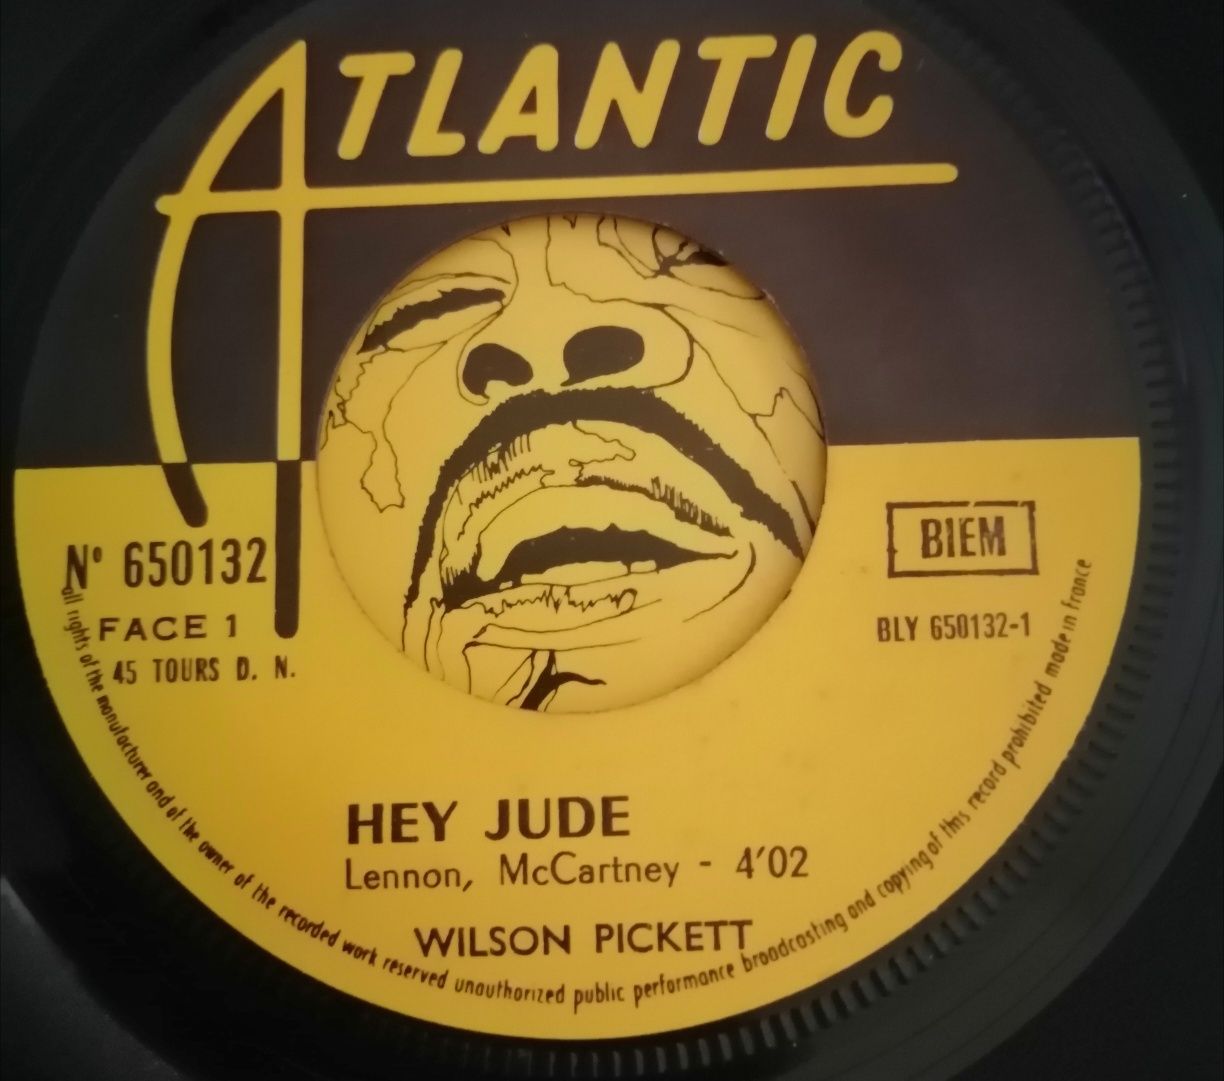 ATLANTIC
N° 650132
FACE 1
45 TOURS D. N.
BIEM
BLY 650132-1
HEY JUDE
Lennon, McCartney - 4'02
WILSON PICKETT
all rights of the manufacturer and of the owner of the recorded work reserved unauthorized public performance broadcasting and copying of this record prohibited made in france